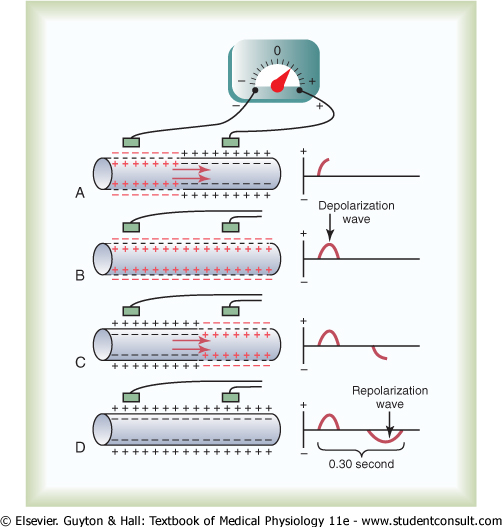 0
− +
− +
A
+
−
Depolarization
wave
B
+
−
C
+
−
Repolarization
wave
D
+
−
0.30 second
© Elsevier. Guyton & Hall: Textbook of Medical Physiology 11e - www.studentconsult.com